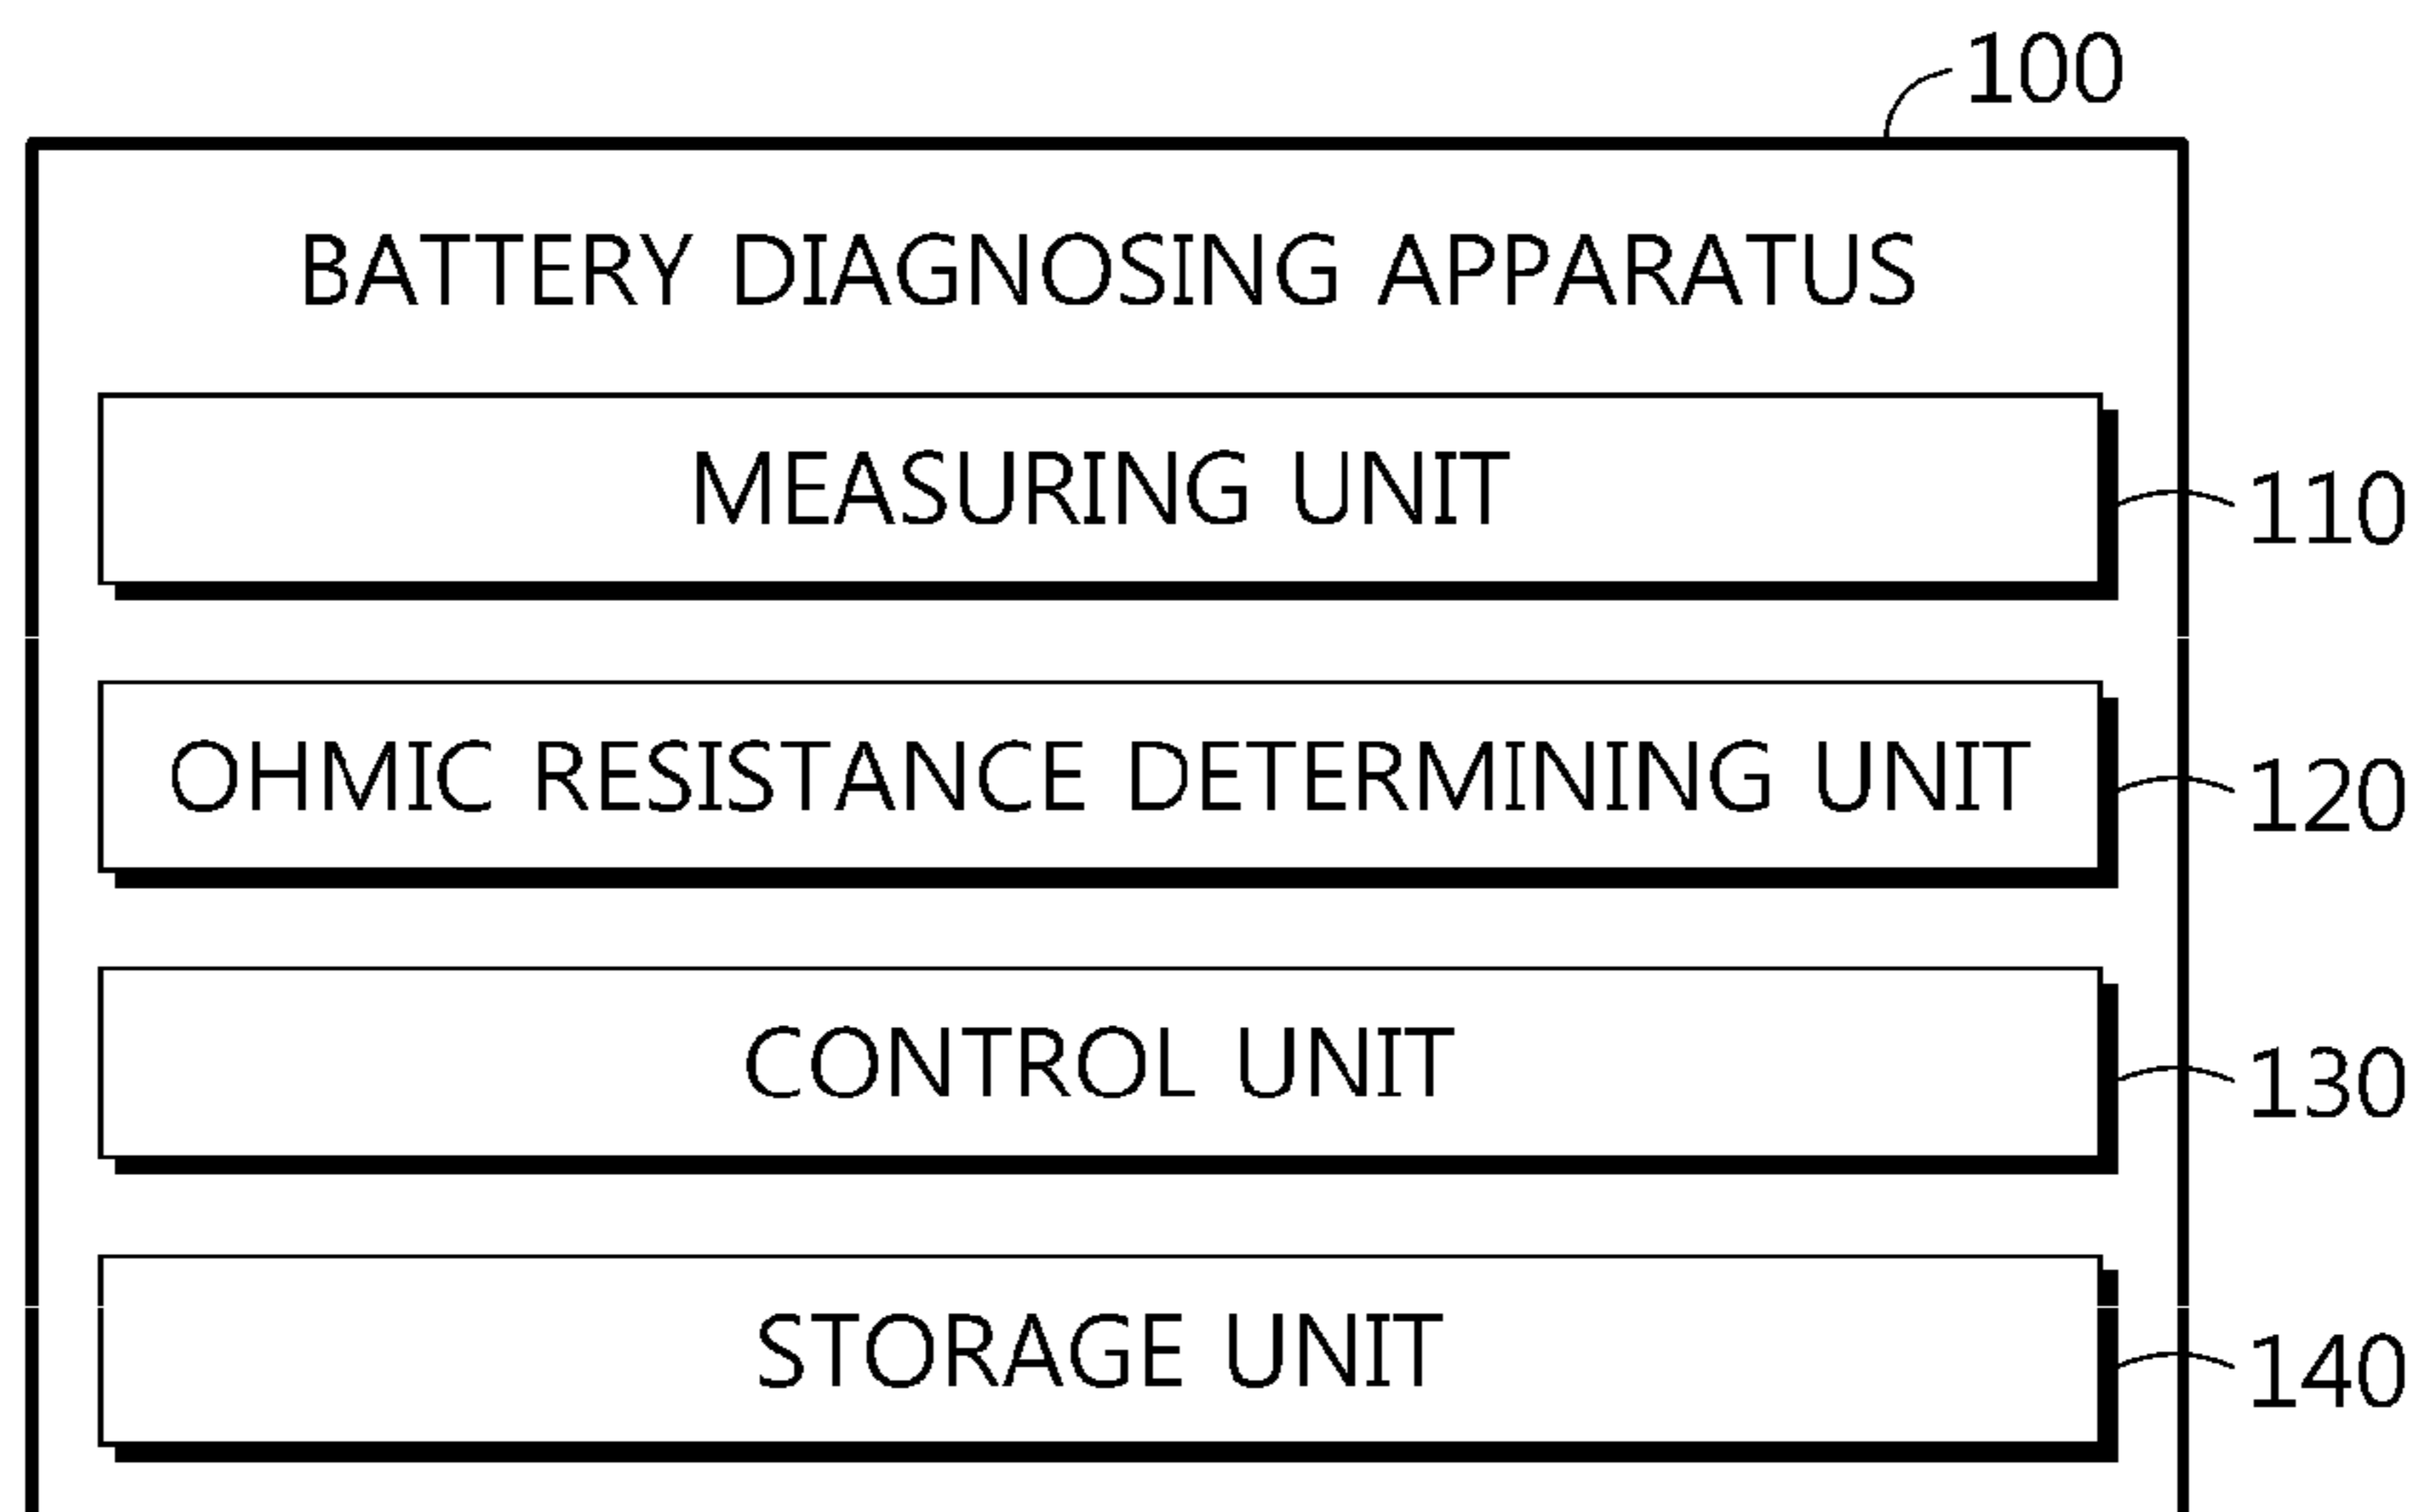 100
BATTERY DIAGNOSING APPARATUS
MEASURING UNIT
110
OHMIC RESISTANCE DETERMINING UNIT
120
CONTROL UNIT
130
STORAGE UNIT
140